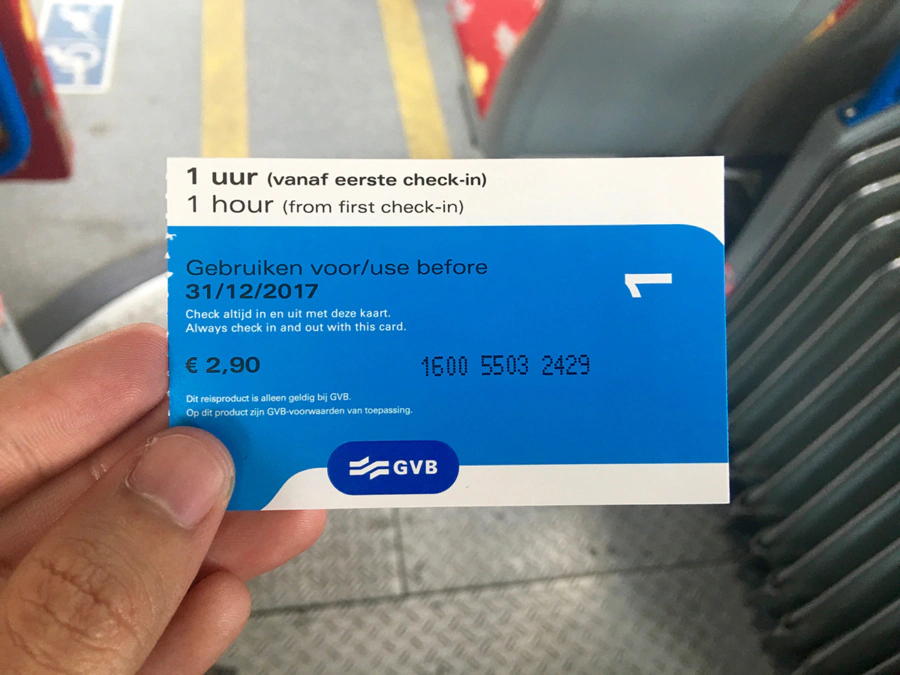 1 uur (vanaf eerste check-in)
1 hour (from first check-in)
Gebruiken voor/use before
31/12/2017
1
Check altijd in en uit met deze kaart.
Always check in and out with this card.
€ 2,90
1600 5503 2429
Dit reisproduct is alleen geldig bij GVB.
Op dit product zijn GVB-voorwaarden van toepassing.
GVB